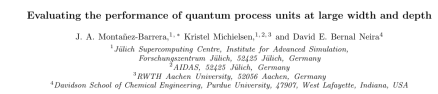 Evaluating the performance of quantum process units at large width and depth
J. A. Montañez-Barrera,1, * Kristel Michielsen,1, 2, 3 and David E. Bernal Neira4
1Jülich Supercomputing Centre, Institute for Advanced Simulation,
Forschungszentrum Jülich, 52425 Jülich, Germany
2AIDAS, 52425 Jülich, Germany
3RWTH Aachen University, 52056 Aachen, Germany
4Davidson School of Chemical Engineering, Purdue University, 47907, West Lafayette, Indiana, USA